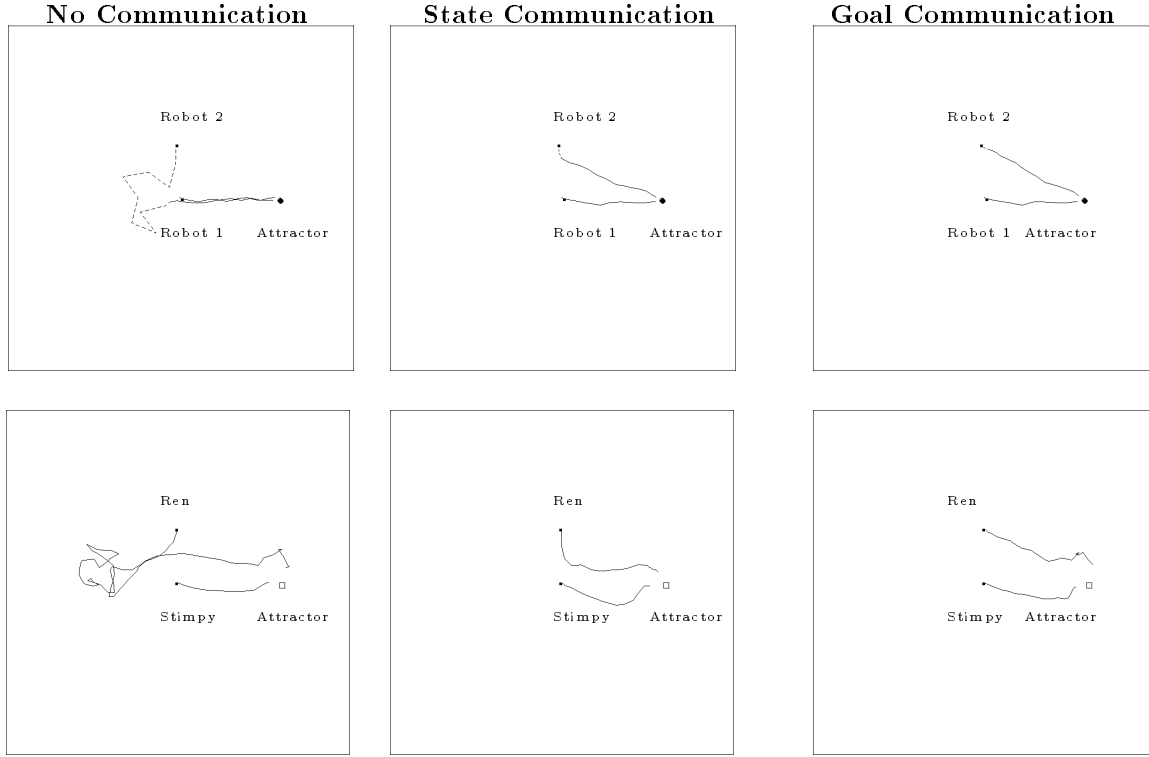 No Communication State Communication Goal Communication
Robot 2 Robot 2 Robot 2
Robot 1 Attractor Robot 1 Attractor Robot 1 Attractor
Ren Ren Ren
Stimpy Attractor Stimpy Attractor Stimpy Attractor